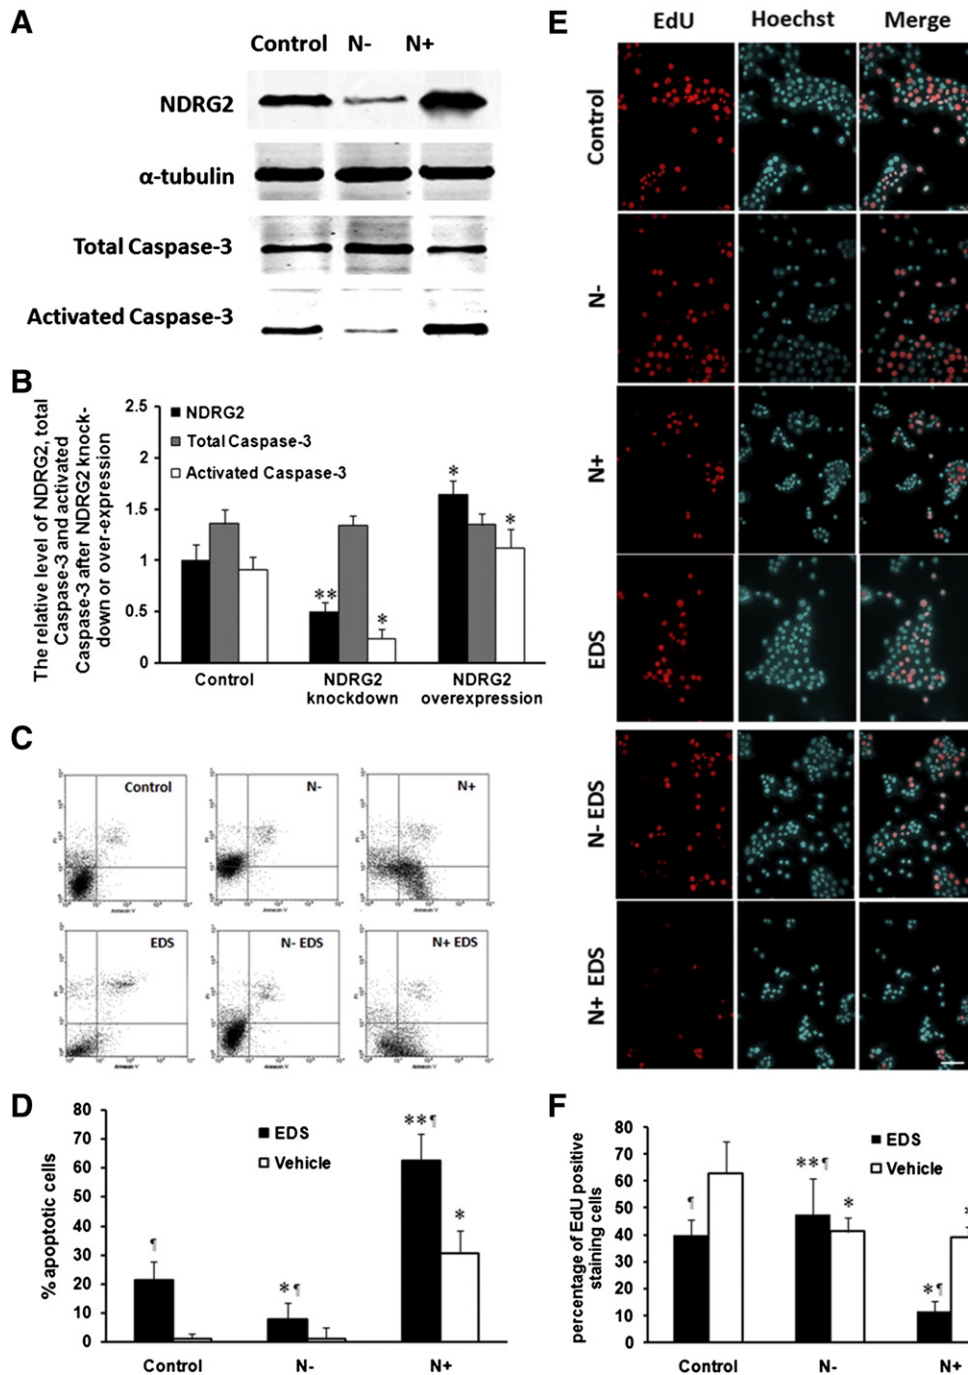 A
Control N- N+
NDRG2
α-tubulin
Total Caspase-3
Activated Caspase-3
B
The relative level of NDRG2, total
Caspase-3 and activated
Caspase-3 after NDRG2 knock-
down or over-expression
2.5
2
1.5
1
0.5
0
NDRG2
Total Caspase-3
Activated Caspase-3
**
*
*
*
Control
NDRG2
knockdown
NDRG2
overexpression
C
Control
N-
N+
EDS
N- EDS
N+ EDS
PI
Annexin V
D
% apoptotic cells
80
70
60
50
40
30
20
10
0
EDS
Vehicle
¶
*¶
**¶
*
Control
N-
N+
E
EdU Hoechst Merge
Control
N-
N+
EDS
N- EDS
N+ EDS
F
percentage of EdU positive
staining cells
80
70
60
50
40
30
20
10
0
EDS
Vehicle
¶
**¶
*
*¶
*
Control
N-
N+